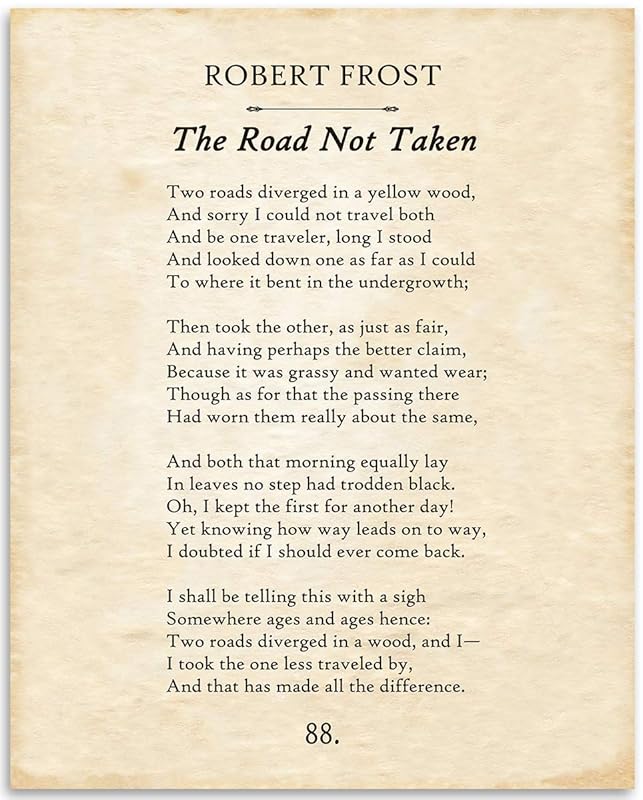 ROBERT FROST
The Road Not Taken
Two roads diverged in a yellow wood,
And sorry I could not travel both
And be one traveler, long I stood
And looked down one as far as I could
To where it bent in the undergrowth;
Then took the other, as just as fair,
And having perhaps the better claim,
Because it was grassy and wanted wear;
Though as for that the passing there
Had worn them really about the same,
And both that morning equally lay
In leaves no step had trodden black.
Oh, I kept the first for another day!
Yet knowing how way leads on to way,
I doubted if I should ever come back.
I shall be telling this with a sigh
Somewhere ages and ages hence:
Two roads diverged in a wood, and I—
I took the one less traveled by,
And that has made all the difference.
88.